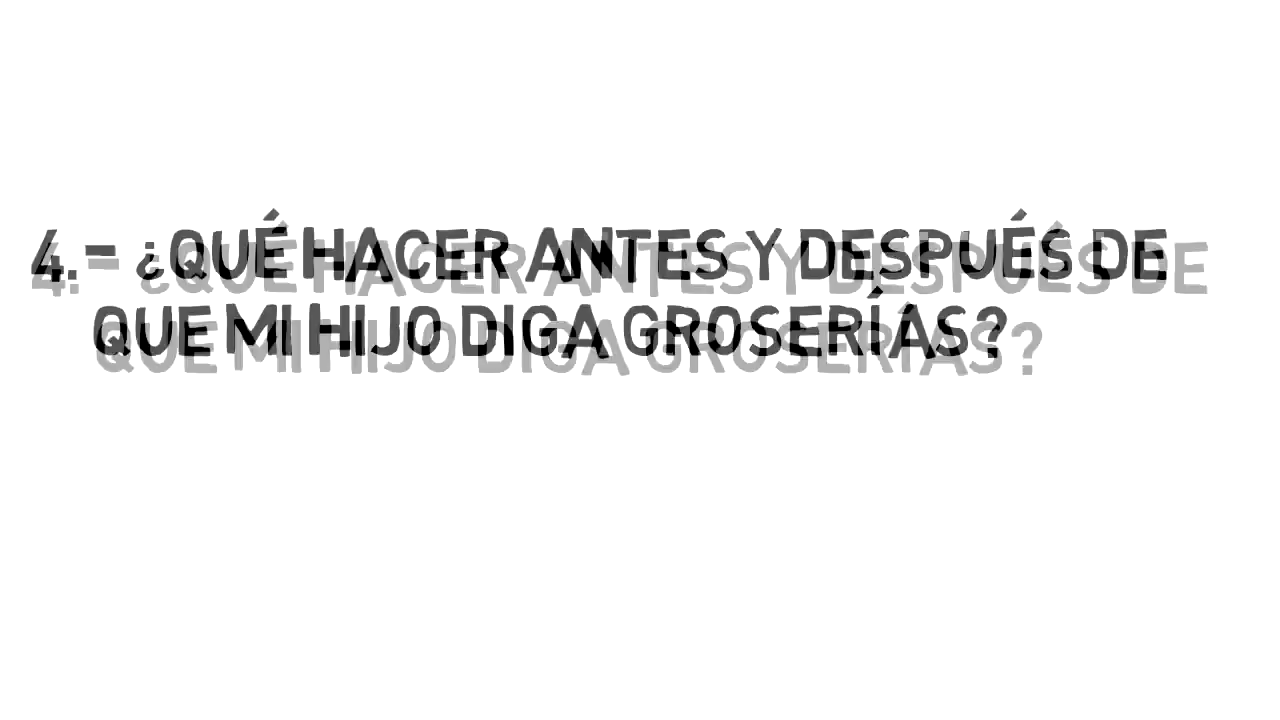 4.- ¿QUÉ HACER ANTES Y DESPUÉS DE
QUE MI HIJO DIGA GROSERÍAS?